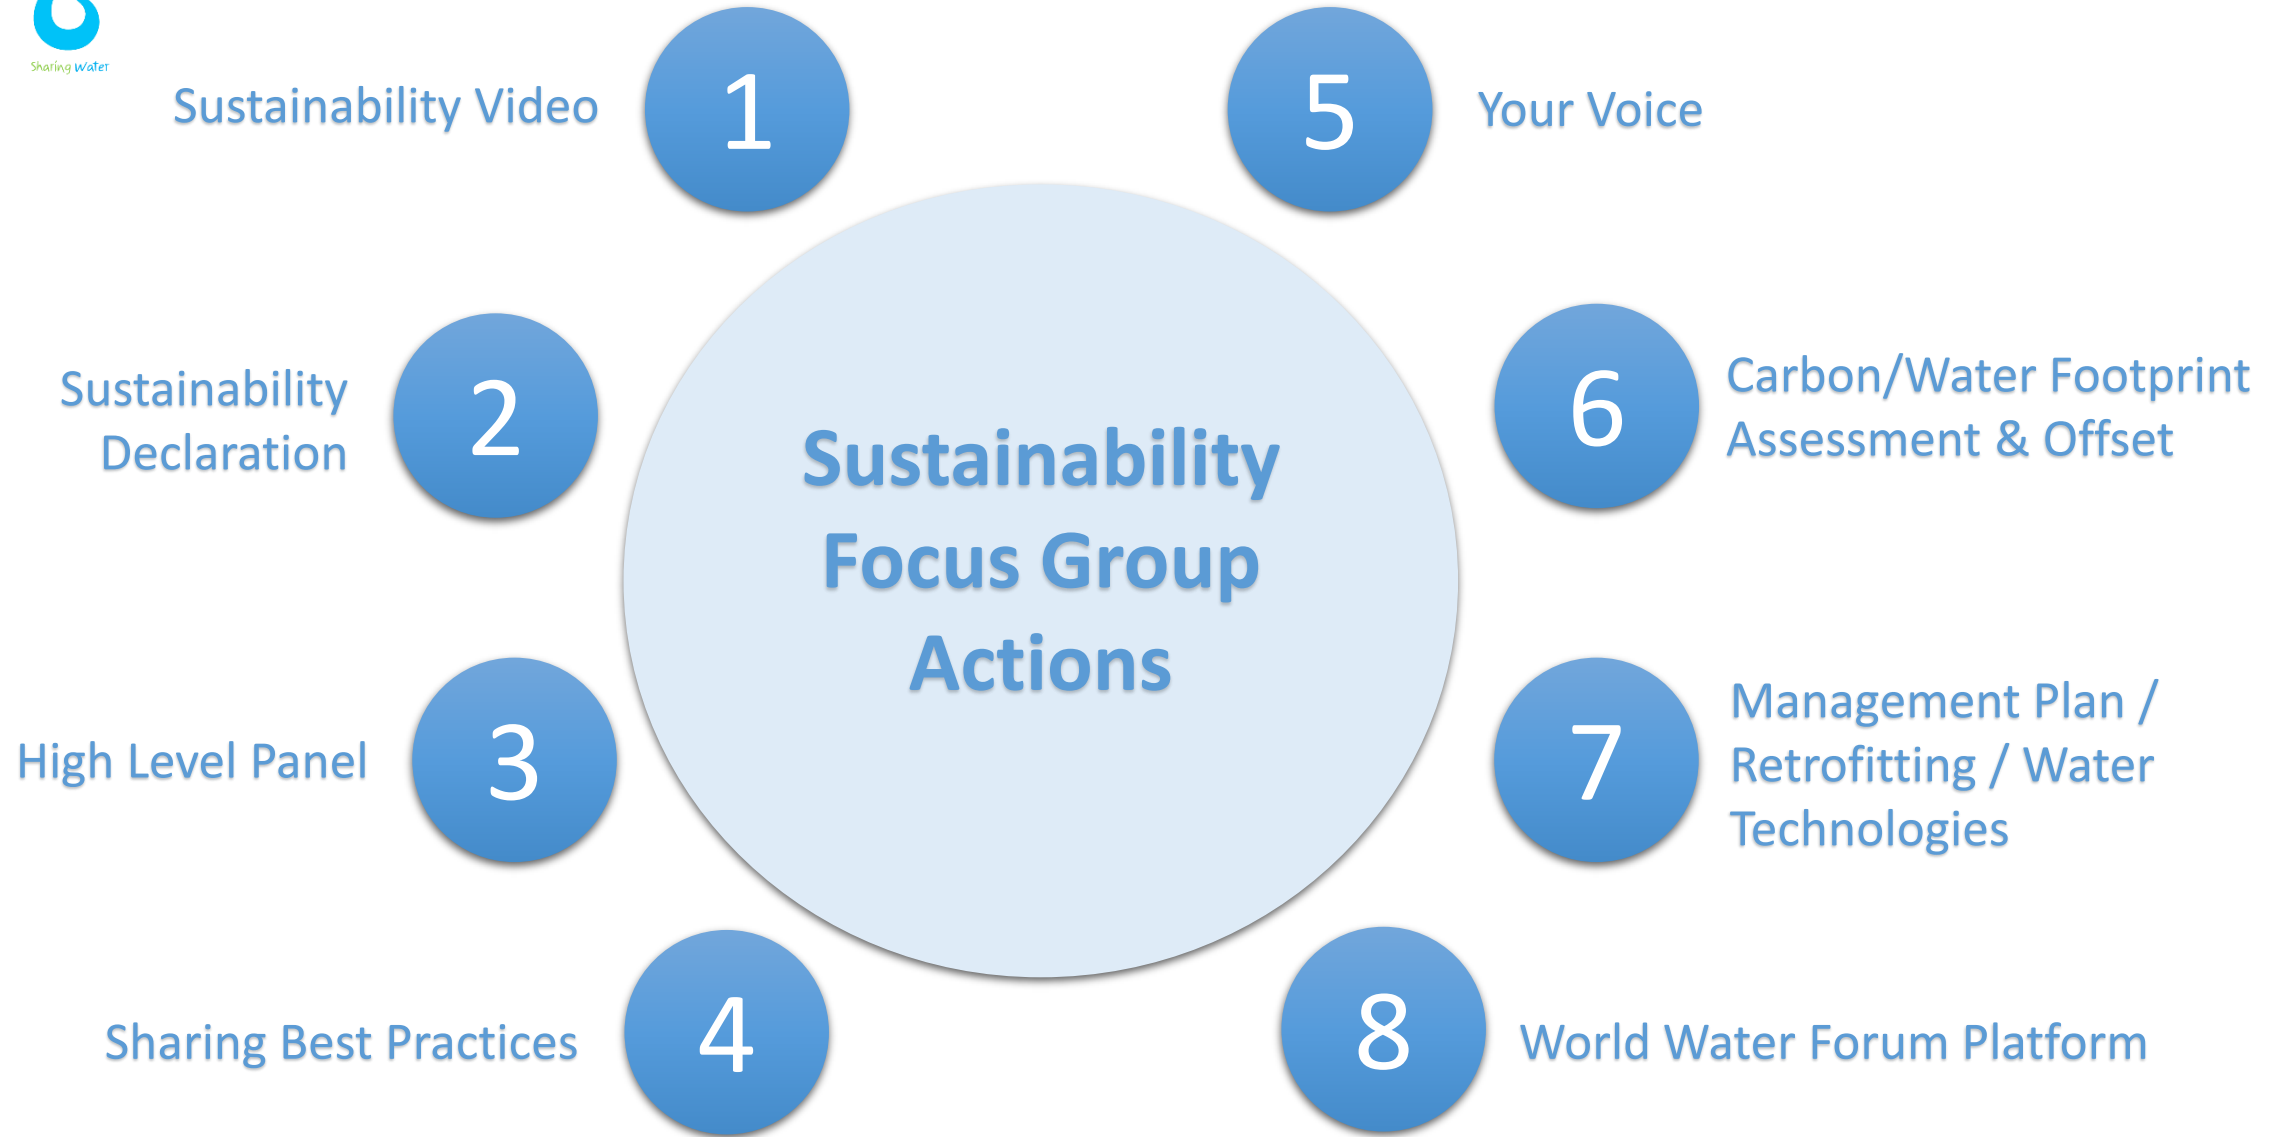 Sharing Water
Sustainability Video
1
5
Your Voice
Sustainability
Declaration
2
6
Carbon/Water Footprint
Assessment & Offset
Sustainability
Focus Group
Actions
High Level Panel
3
7
Management Plan /
Retrofitting / Water
Technologies
Sharing Best Practices
4
8
World Water Forum Platform